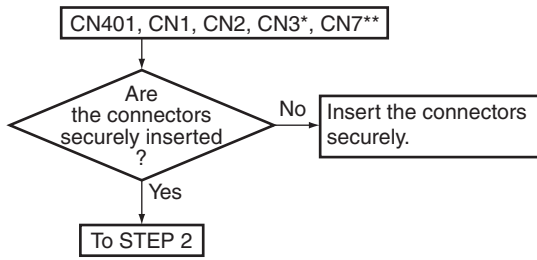 CN401, CN1, CN2, CN3*, CN7**
Are
the connectors
securely inserted
?
No
Insert the connectors
securely.
Yes
To STEP 2